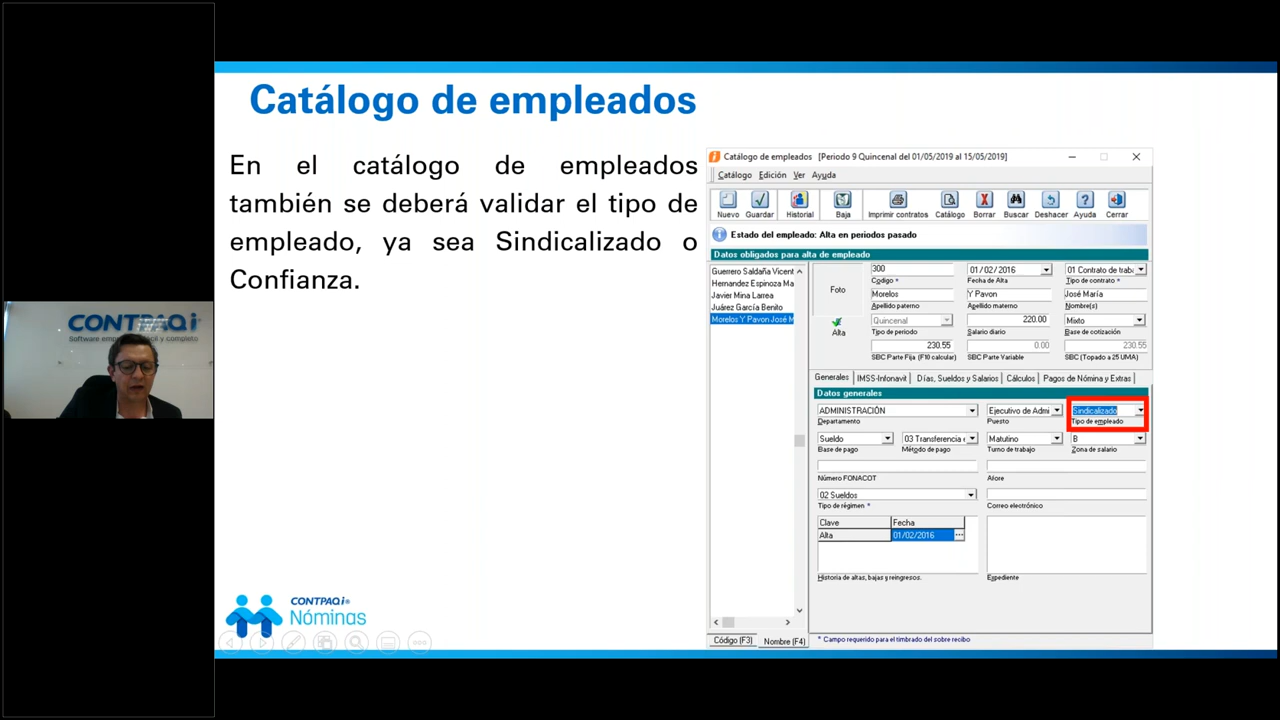 Catálogo de empleados
En el catálogo de empleados
también se deberá validar el tipo de
empleado, ya sea Sindicalizado o
Confianza.
CONTPAQi
Software empresarial fácil y completo
Catálogo de empleados [Periodo 9 Quincenal del 01/05/2019 al 15/05/2019]
Catálogo Edición Ver Ayuda
Nuevo Guardar Historial Baja Imprimir contratos Catálogo Borrar Buscar Deshacer Ayuda Cerrar
Estado del empleado: Alta en periodos pasado
Datos obligados para alta de empleado
Guerrero Saldaña Vicent
Hernandez Espinoza Ma
Javier Mina Larrea
Juárez García Benito
Morelos Y Pavon José M
Foto
Alta
300 01/02/2016 01 Contrato de traba
Código * Fecha de Alta Tipo de contrato *
Morelos Y Pavon José María
Apellido paterno Apellido materno Nombre(s)
Quincenal 220.00 Mixto
Tipo de periodo Salario diario Base de cotización
230.55 0.00 230.55
SBC Parte Fija (F10 calcular) SBC Parte Variable SBC (Topado a 25 UMA)
Generales IMSS-Infonavit Días, Sueldos y Salarios Cálculos Pagos de Nómina y Extras
Datos generales
ADMINISTRACIÓN Ejecutivo de Admi Sindicalizado
Departamento Puesto Tipo de empleado
Sueldo 03 Transferencia e Matutino B
Base de pago Método de pago Turno de trabajo Zona de salario
Número FONACOT Afore
02 Sueldos
Tipo de régimen * Correo electrónico
Clave Fecha
Alta 01/02/2016 ...
Historia de altas, bajas y reingresos. Expediente
Código (F3) Nombre (F4) * Campo requerido para el timbrado del sobre recibo
CONTPAQi®
Nóminas